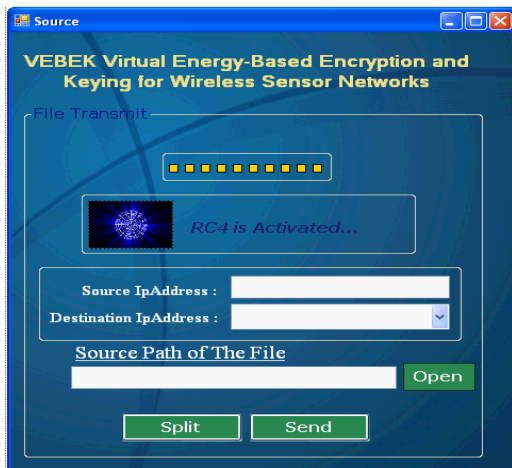 Source
VEBEK Virtual Energy-Based Encryption and
Keying for Wireless Sensor Networks
File Transmit
RC4 is Activated...
Source IpAddress :
Destination IpAddress :
Source Path of The File
Open
Split
Send